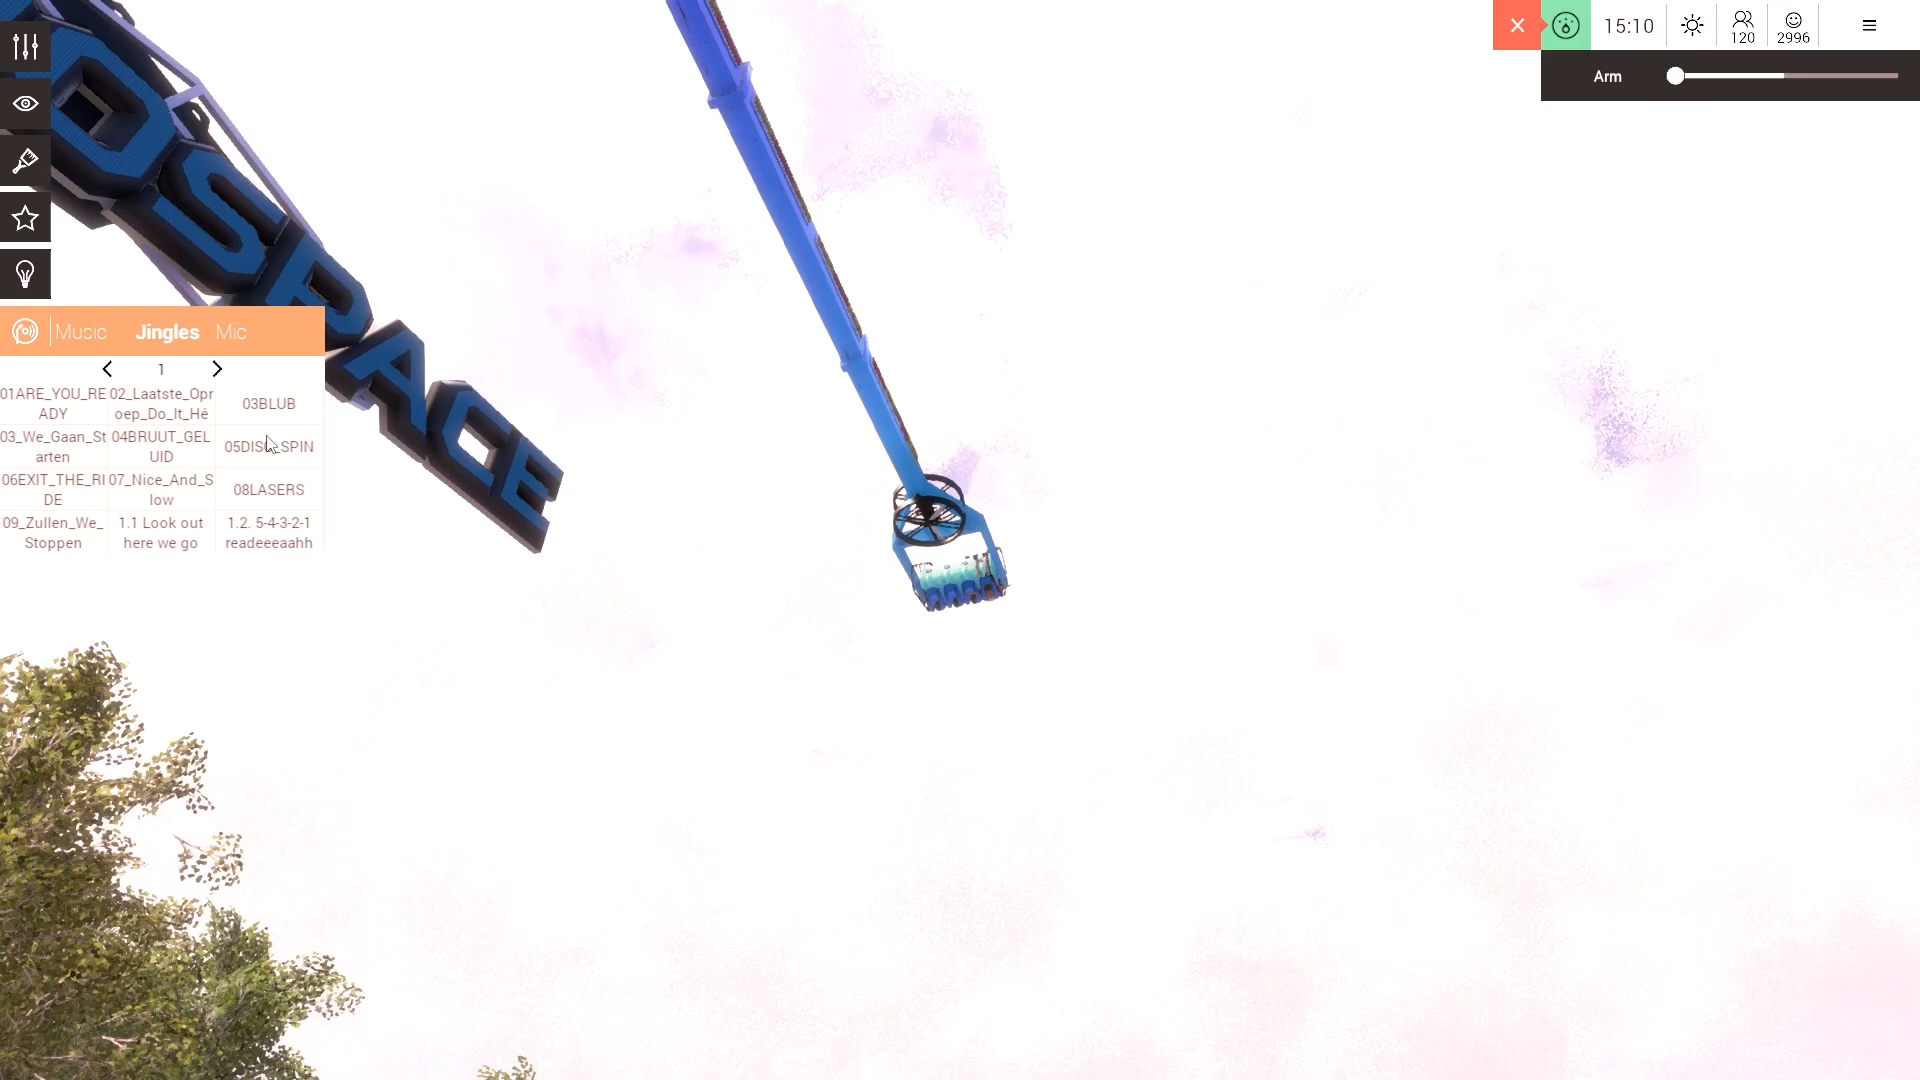 OSPACE
15:10
120
2996
Arm
Music Jingles Mic
1
01ARE_YOU_RE
ADY
02_Laatste_Opr
oep_Do_It_Hé
03BLUB
03_We_Gaan_St
arten
04BRUUT_GEL
UID
06EXIT_THE_RI
DE
07_Nice_And_S
low
08LASERS
09_Zullen_We_
Stoppen
1.1 Look out
here we go
1.2. 5-4-3-2-1
readeeeaahh